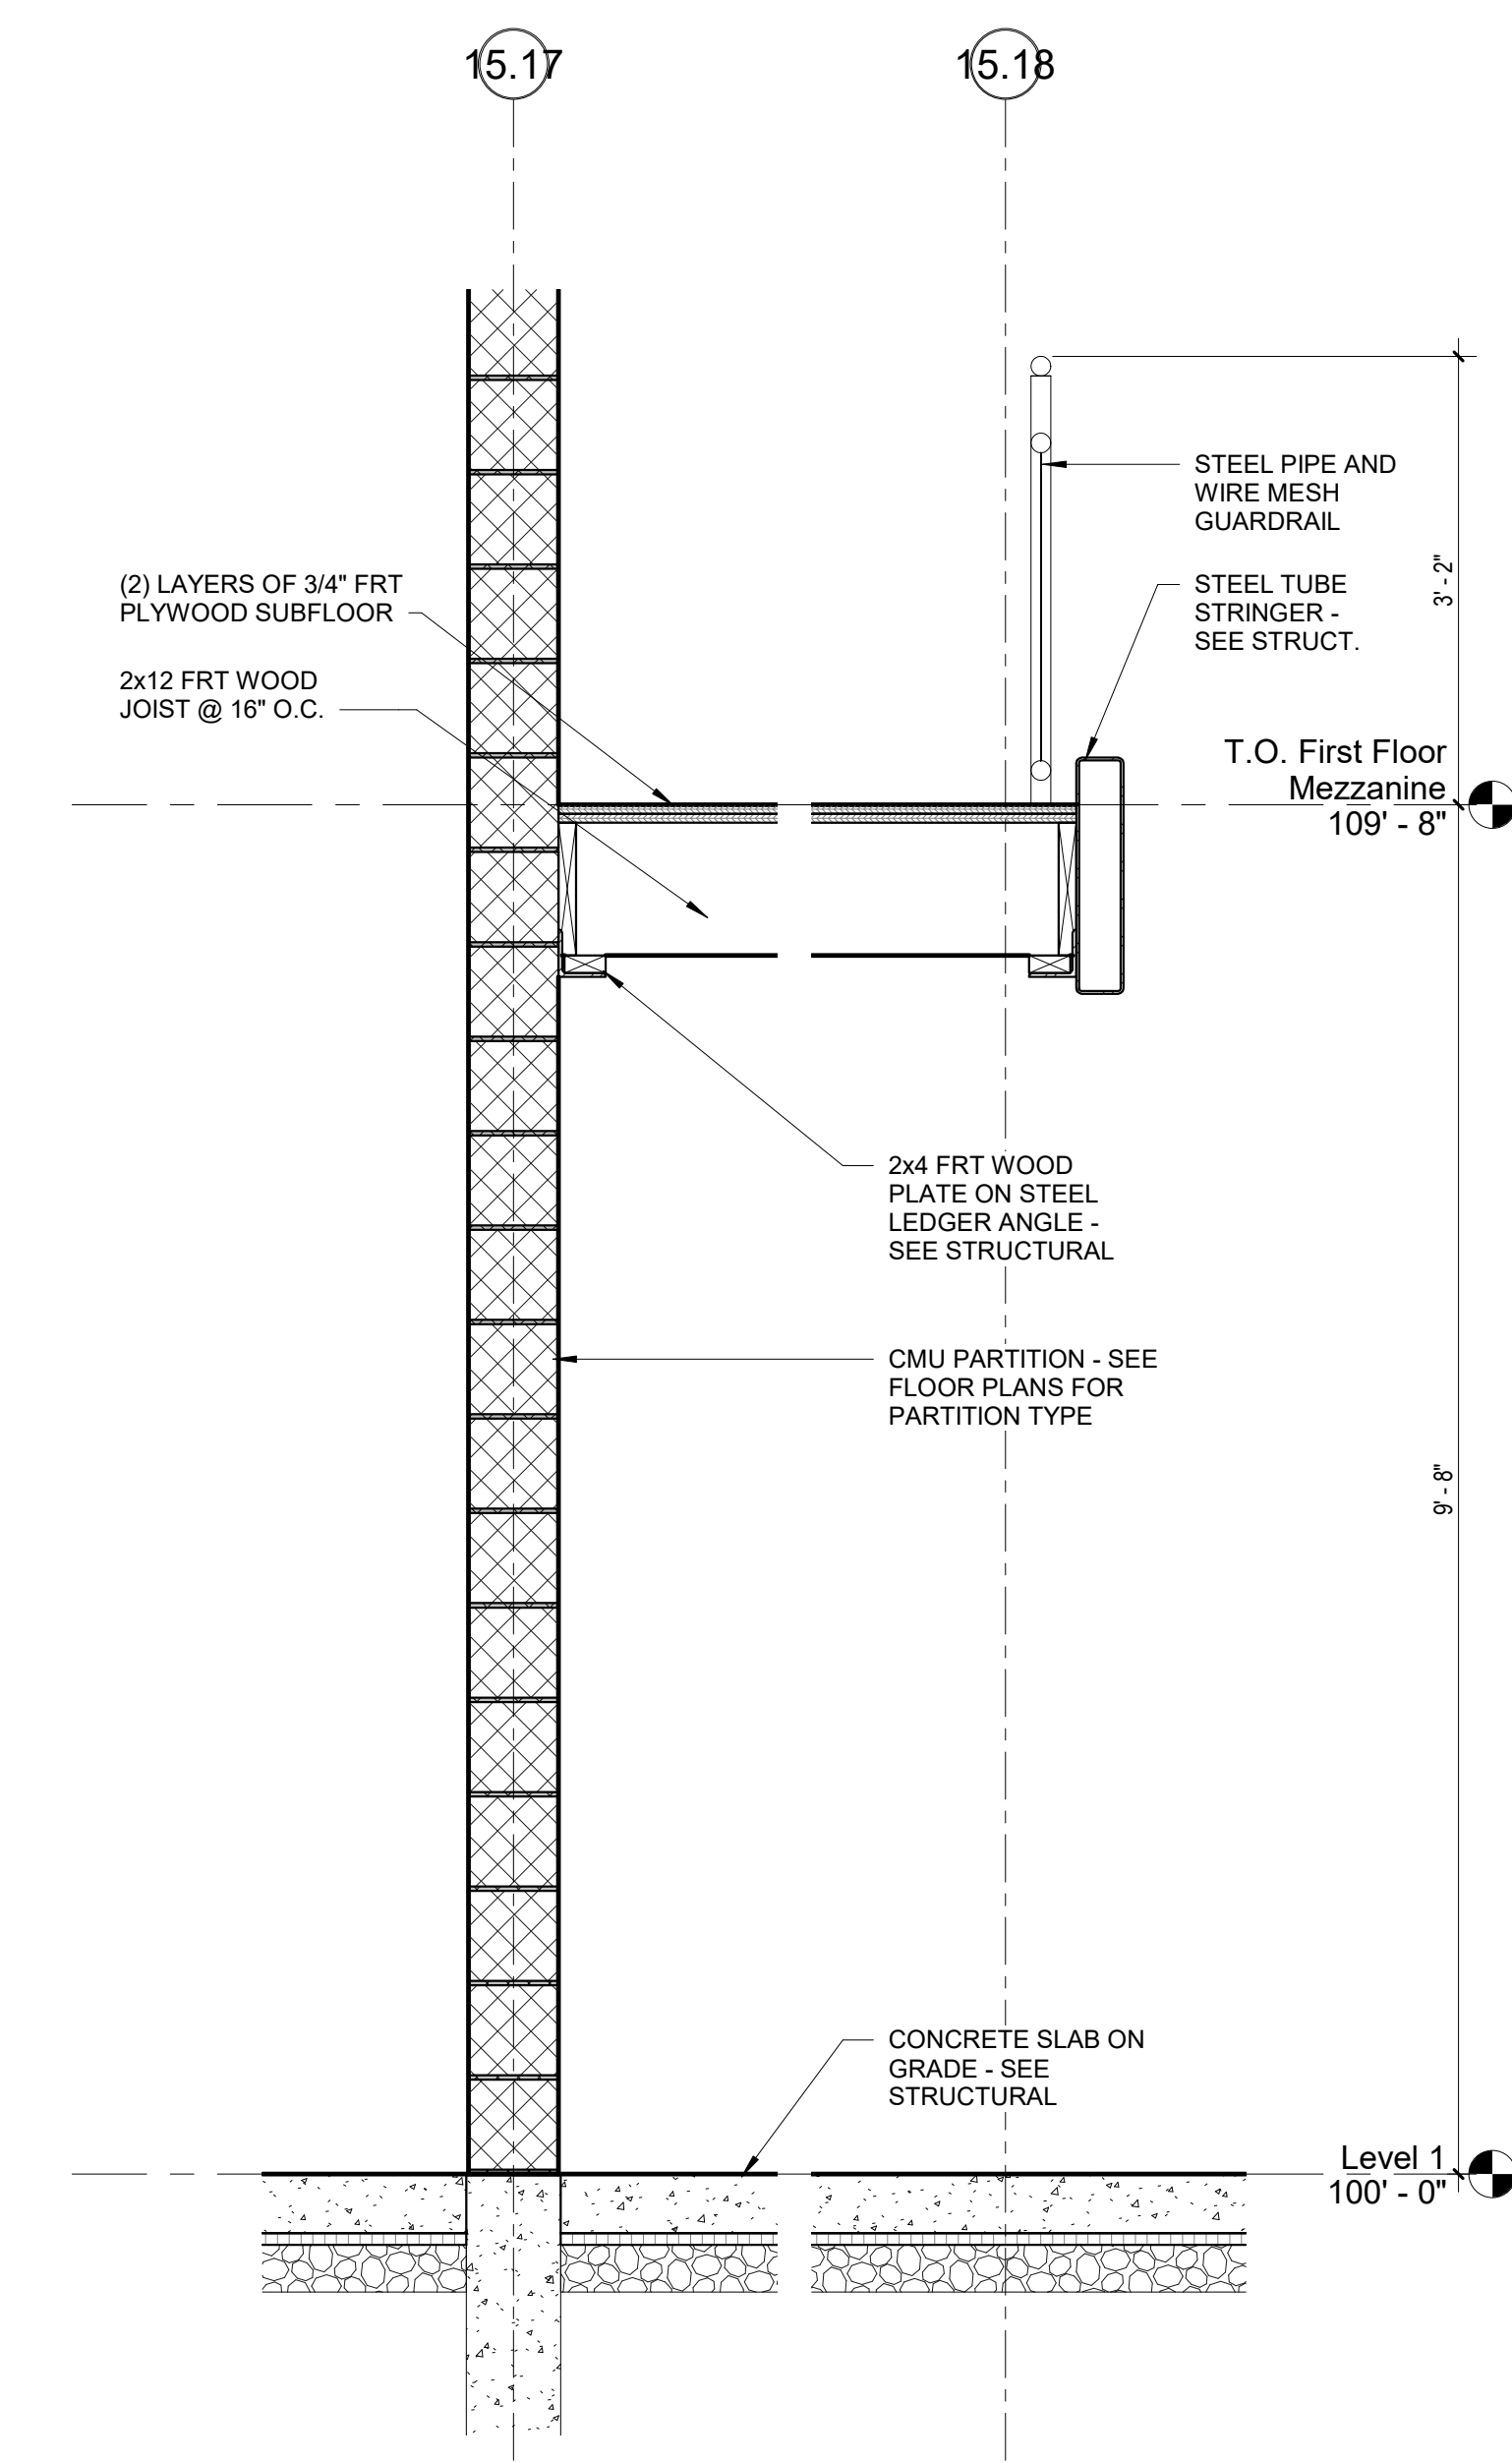 15.17
15.18
STEEL PIPE AND
WIRE MESH
GUARDRAIL
3' - 2"
(2) LAYERS OF 3/4" FRT
PLYWOOD SUBFLOOR
STEEL TUBE
STRINGER -
SEE STRUCT.
2x12 FRT WOOD
JOIST @ 16" O.C.
T.O. First Floor
Mezzanine
109' - 8"
2x4 FRT WOOD
PLATE ON STEEL
LEDGER ANGLE -
SEE STRUCTURAL
CMU PARTITION - SEE
FLOOR PLANS FOR
PARTITION TYPE
9' - 8"
CONCRETE SLAB ON
GRADE - SEE
STRUCTURAL
Level 1
100' - 0"